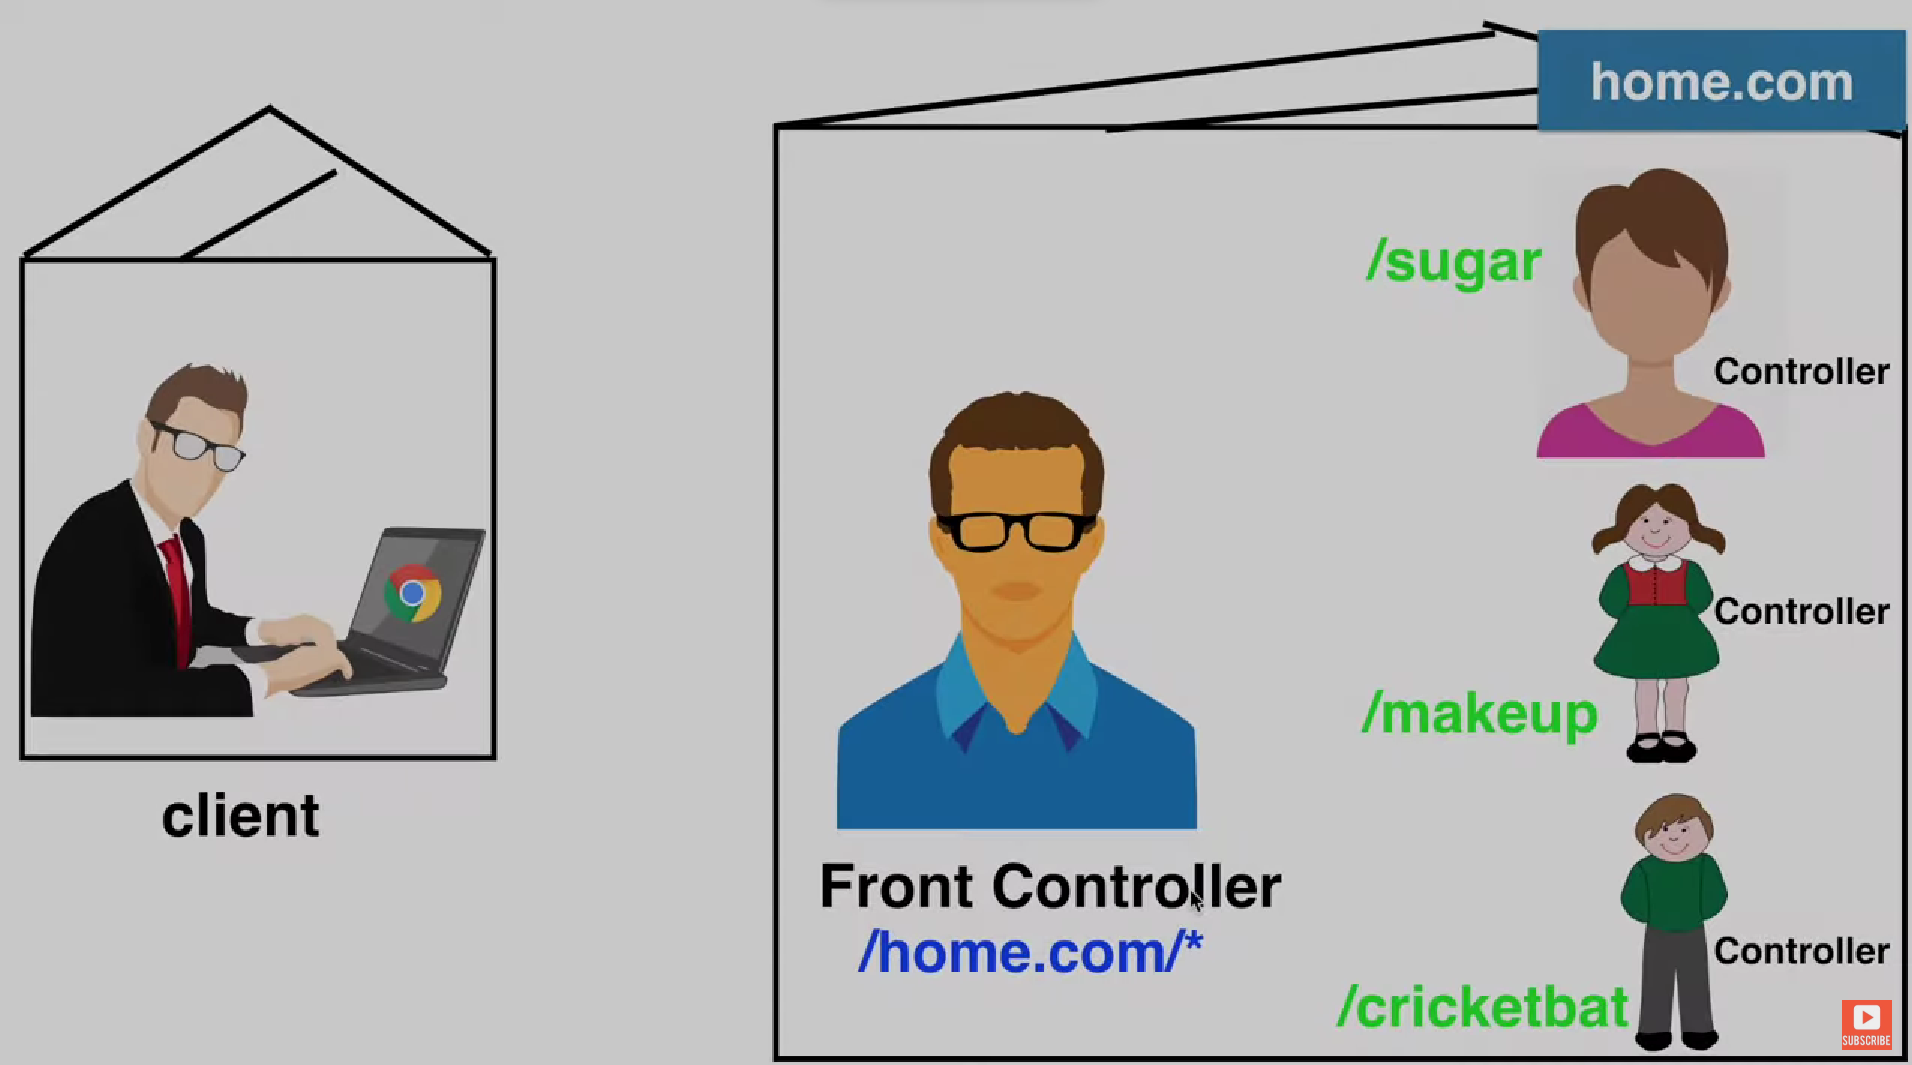 home.com
/sugar
Controller
Controller
/makeup
client
Front Controller
/home.com/*
Controller
/cricketbat
SUBSCRIBE